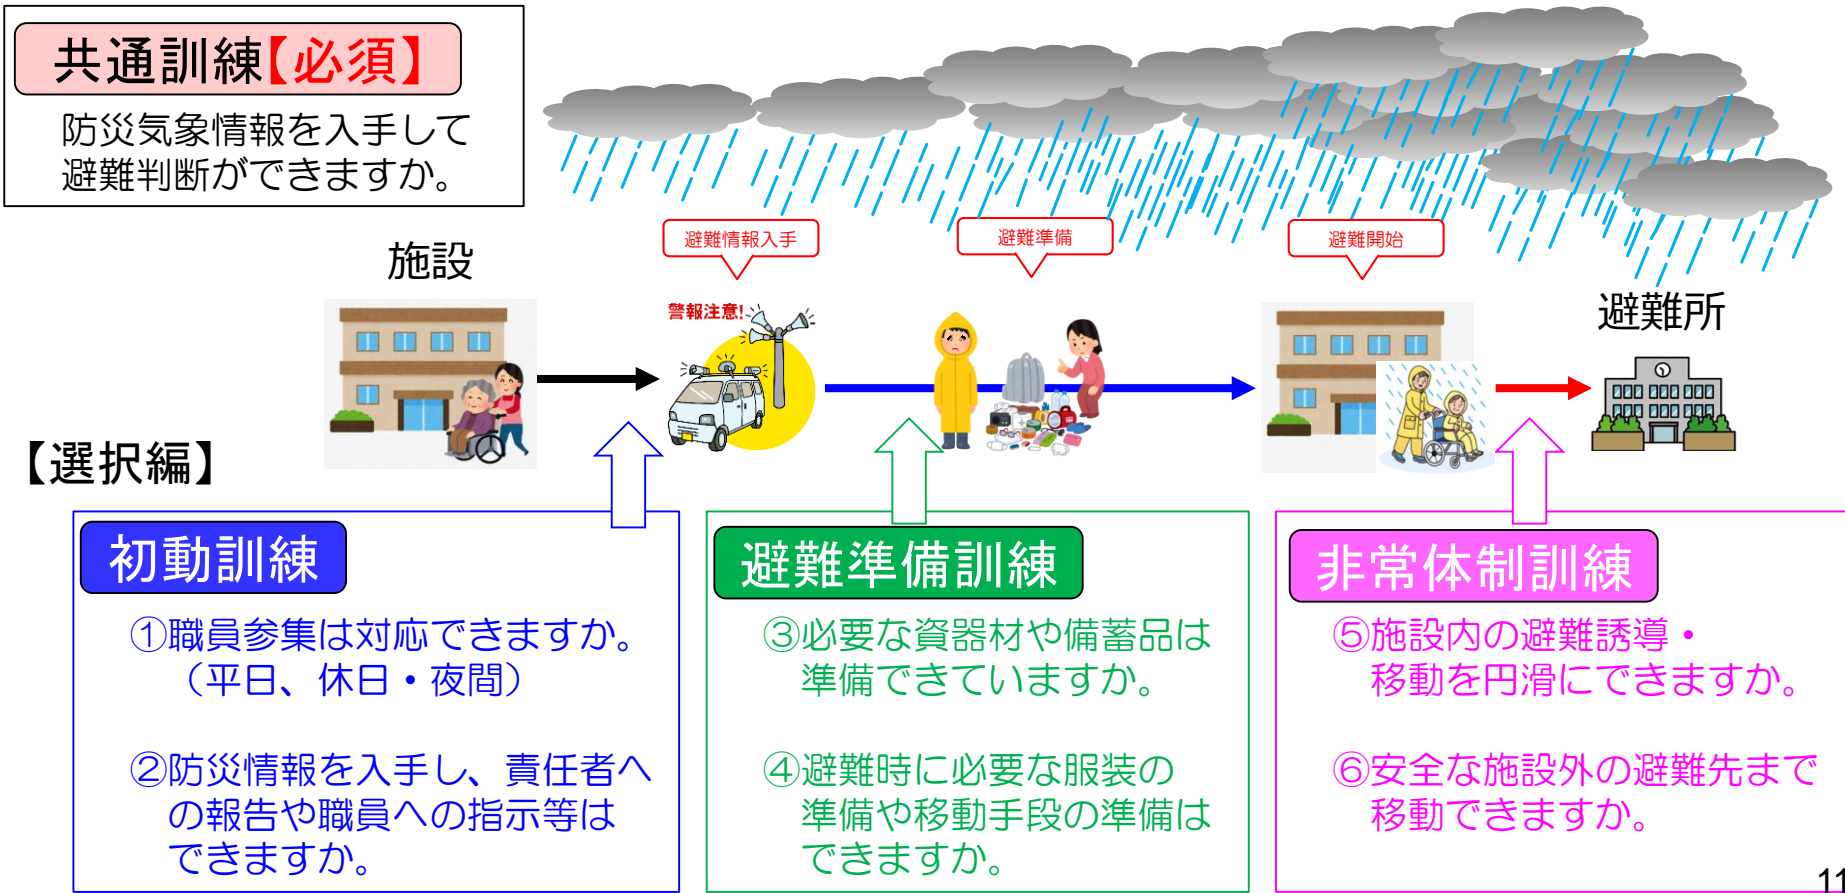 共通訓練【必須】
防災気象情報を入手して
避難判断ができますか。
施設
避難情報入手
避難準備
避難開始
避難所
警報注意!
【選択編】
初動訓練
①職員参集は対応できますか。
（平日、休日・夜間）
②防災情報を入手し、責任者へ
の報告や職員への指示等は
できますか。
避難準備訓練
③必要な資器材や備蓄品は
準備できていますか。
④避難時に必要な服装の
準備や移動手段の準備は
できますか。
非常体制訓練
⑤施設内の避難誘導・
移動を円滑にできますか。
⑥安全な施設外の避難先まで
移動できますか。
11